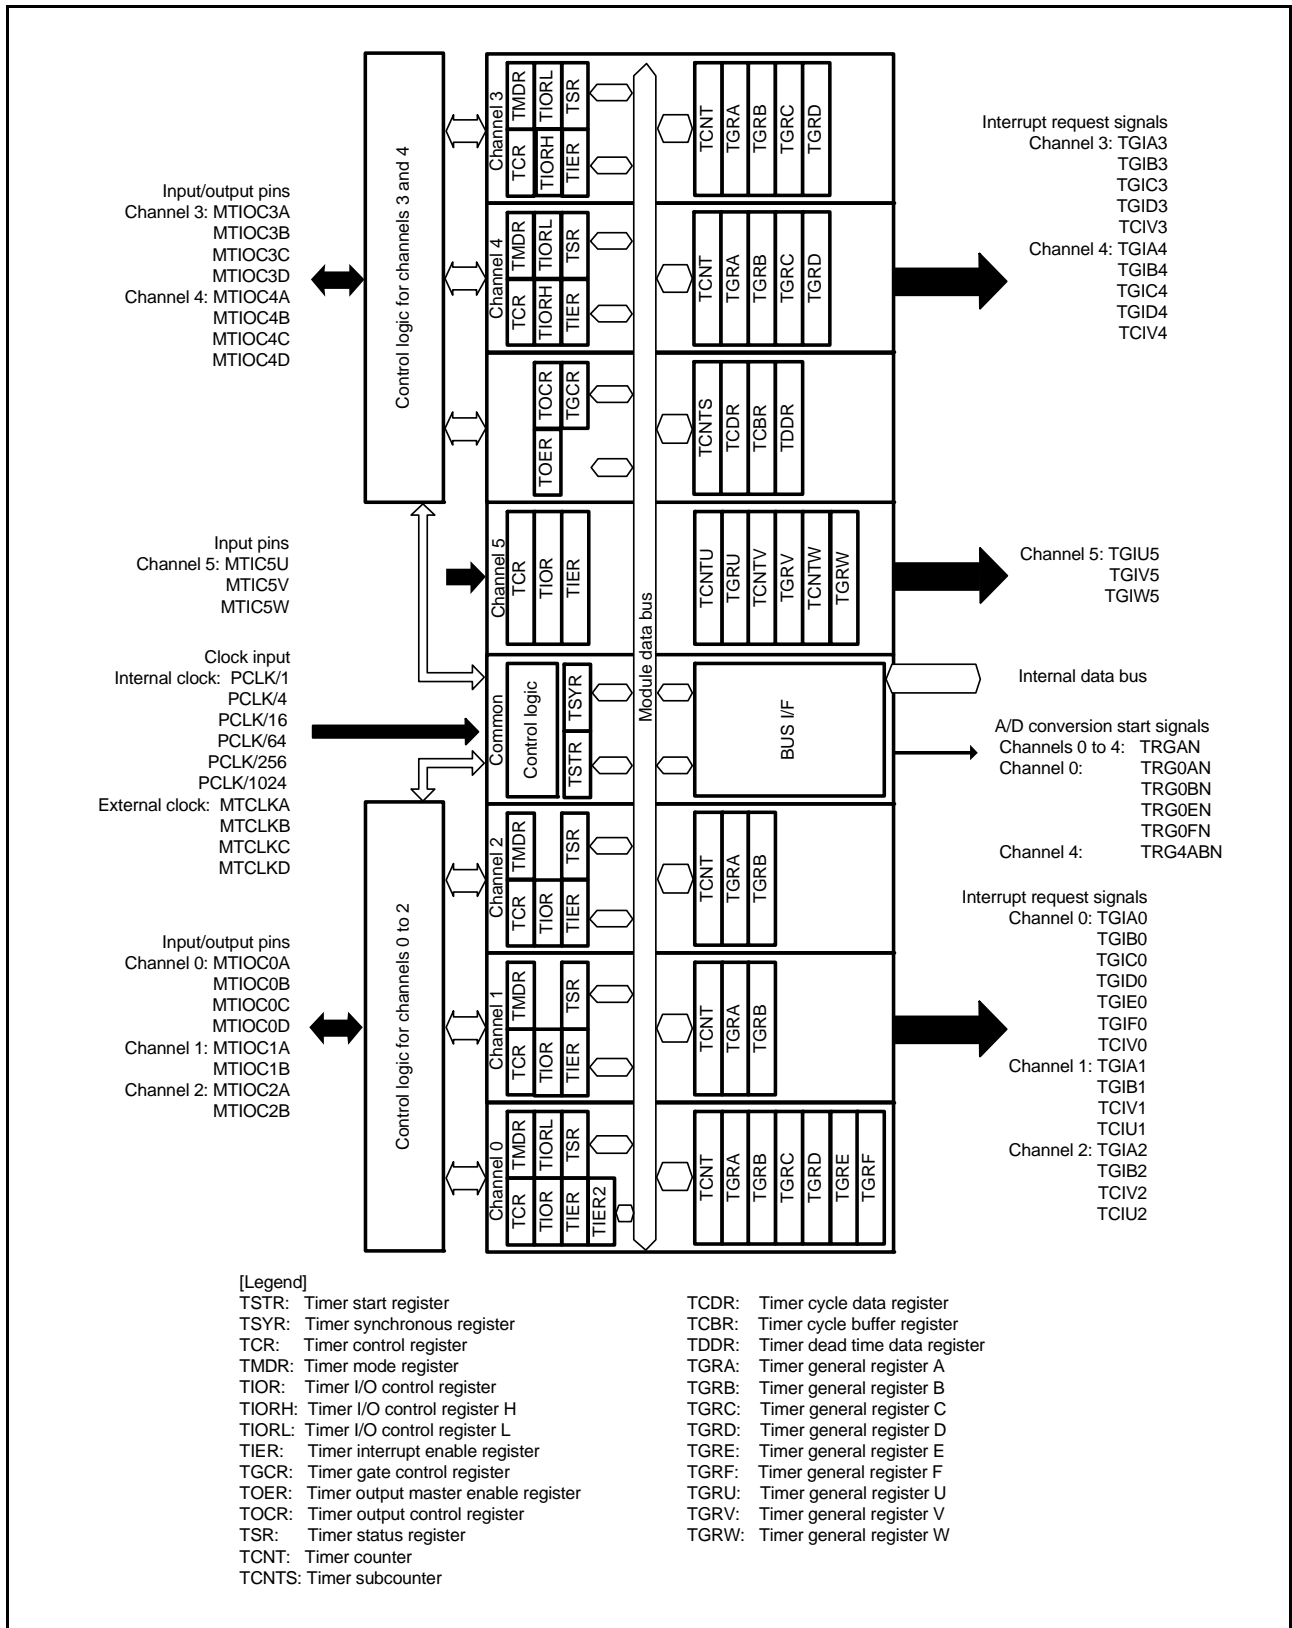 Input/output pins
Channel 3: MTIOC3A
MTIOC3B
MTIOC3C
MTIOC3D
Channel 4: MTIOC4A
MTIOC4B
MTIOC4C
MTIOC4D
Input pins
Channel 5: MTIC5U
MTIC5V
MTIC5W
Clock input
Internal clock: PCLK/1
PCLK/4
PCLK/16
PCLK/64
PCLK/256
PCLK/1024
External clock: MTCLKA
MTCLKB
MTCLKC
MTCLKD
Input/output pins
Channel 0: MTIOC0A
MTIOC0B
MTIOC0C
MTIOC0D
Channel 1: MTIOC1A
MTIOC1B
Channel 2: MTIOC2A
MTIOC2B
Control logic for channels 3 and 4
Control logic for channels 0 to 2
Channel 3
TCR
TMDR
TIORH
TIORL
TIER
TSR
TCNT
TGRA
TGRB
TGRC
TGRD
Channel 4
TCR
TMDR
TIORH
TIORL
TIER
TSR
TCNT
TGRA
TGRB
TGRC
TGRD
TOER
TOCR
TGCR
TCNTS
TCDR
TCBR
TDDR
Channel 5
TCR
TIOR
TIER
TCNTU
TGRU
TCNTV
TGRV
TCNTW
TGRW
Module data bus
Common
Control logic
TSTR
TSYR
BUS I/F
Channel 2
TCR
TMDR
TIOR
TIER
TSR
TCNT
TGRA
TGRB
Channel 1
TCR
TMDR
TIOR
TIER
TSR
TCNT
TGRA
TGRB
Channel 0
TCR
TMDR
TIOR
TIORL
TIER
TSR
TIER2
TCNT
TGRA
TGRB
TGRC
TGRD
TGRE
TGRF
Interrupt request signals
Channel 3: TGIA3
TGIB3
TGIC3
TGID3
TCIV3
Channel 4: TGIA4
TGIB4
TGIC4
TGID4
TCIV4
Channel 5: TGIU5
TGIV5
TGIW5
Internal data bus
A/D conversion start signals
Channels 0 to 4: TRGAN
Channel 0: TRG0AN
TRG0BN
TRG0EN
TRG0FN
Channel 4: TRG4ABN
Interrupt request signals
Channel 0: TGIA0
TGIB0
TGIC0
TGID0
TGIE0
TGIF0
TCIV0
Channel 1: TGIA1
TGIB1
TCIV1
TCIU1
Channel 2: TGIA2
TGIB2
TCIV2
TCIU2
[Legend]
TSTR: Timer start register
TSYR: Timer synchronous register
TCR: Timer control register
TMDR: Timer mode register
TIOR: Timer I/O control register
TIORH: Timer I/O control register H
TIORL: Timer I/O control register L
TIER: Timer interrupt enable register
TGCR: Timer gate control register
TOER: Timer output master enable register
TOCR: Timer output control register
TSR: Timer status register
TCNT: Timer counter
TCNTS: Timer subcounter
TCDR: Timer cycle data register
TCBR: Timer cycle buffer register
TDDR: Timer dead time data register
TGRA: Timer general register A
TGRB: Timer general register B
TGRC: Timer general register C
TGRD: Timer general register D
TGRE: Timer general register E
TGRF: Timer general register F
TGRU: Timer general register U
TGRV: Timer general register V
TGRW: Timer general register W